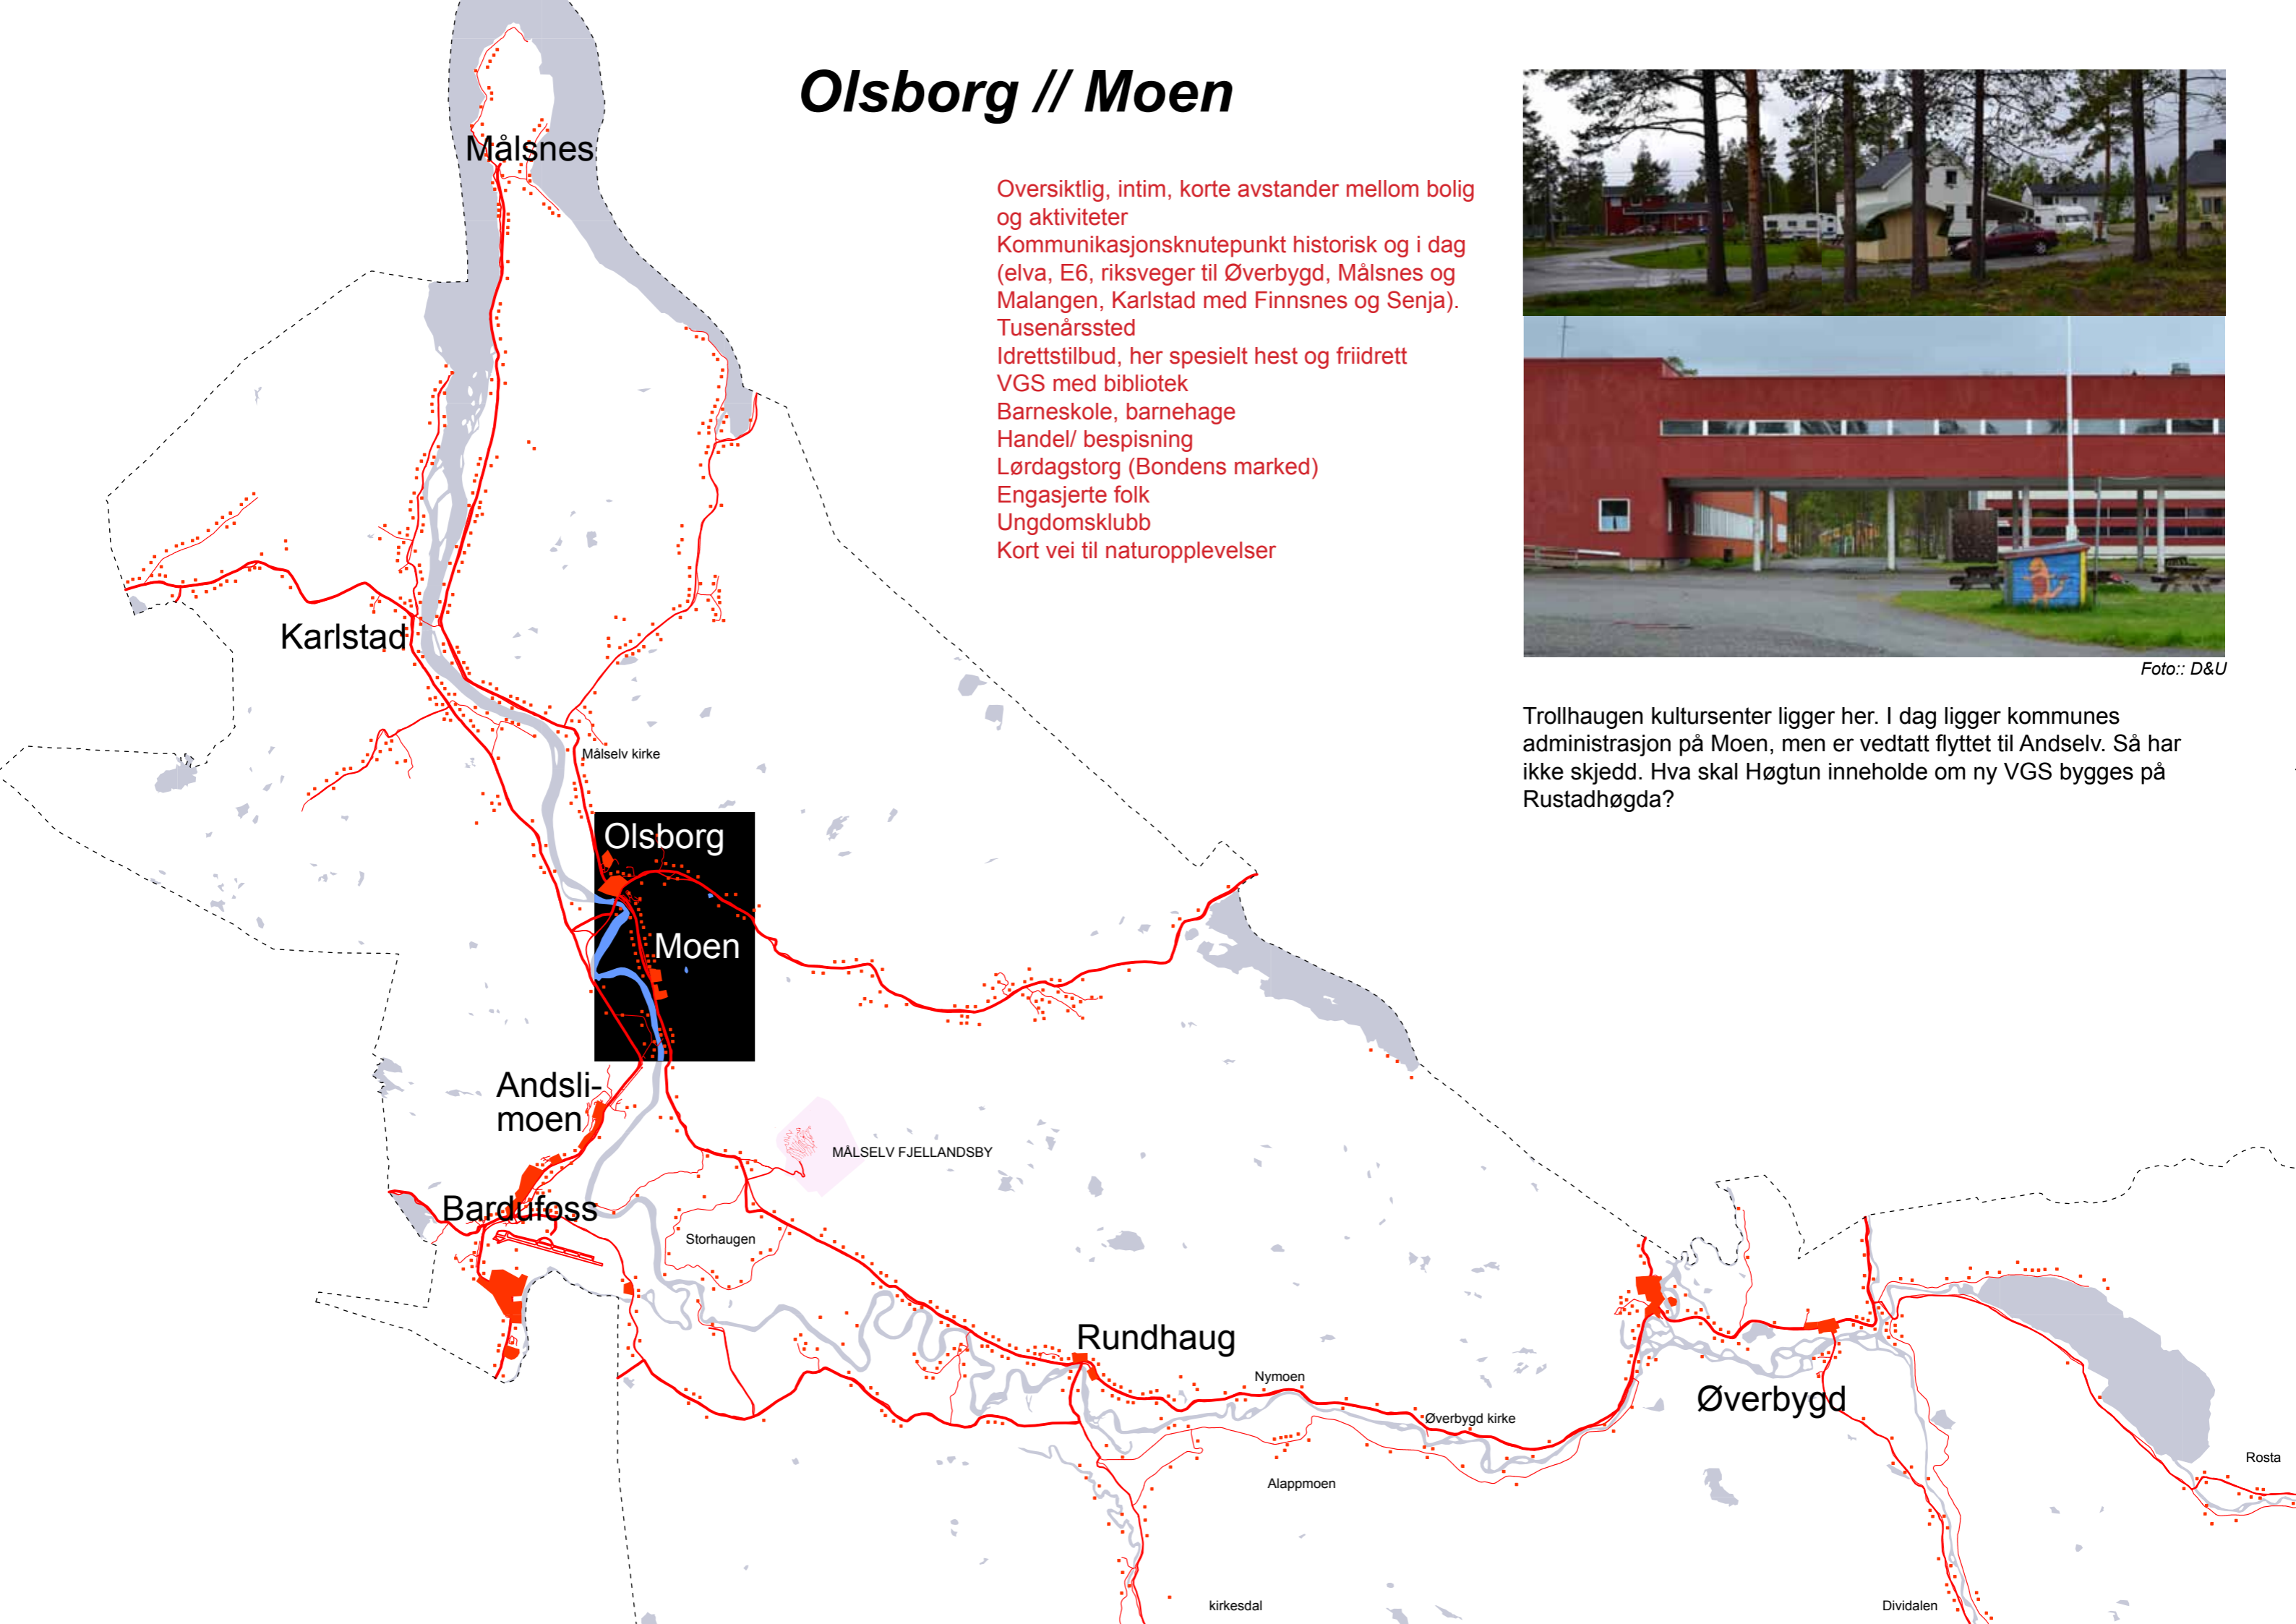 Olsborg // Moen
Oversiktlig, intim, korte avstander mellom bolig
og aktiviteter
Kommunikasjonsknutepunkt historisk og i dag
(elva, E6, riksveger til Øverbygd, Målsnes og
Malangen, Karlstad med Finnsnes og Senja).
Tusenårssted
Idrettstilbud, her spesielt hest og friidrett
VGS med bibliotek
Barneskole, barnehage
Handel/ bespisning
Lørdagstorg (Bondens marked)
Engasjerte folk
Ungdomsklubb
Kort vei til naturopplevelser
Foto:: D&U
Trollhaugen kultursenter ligger her. I dag ligger kommunes
administrasjon på Moen, men er vedtatt flyttet til Andselv. Så har
ikke skjedd. Hva skal Høgtun inneholde om ny VGS bygges på
Rustadhøgda?
Målsnes
Karlstad
Målselv kirke
Olsborg
Moen
Andsli-
moen
MÅLSELV FJELLANDSBY
Bardufoss
Storhaugen
Rundhaug
Nymoen
Øverbygd kirke
Øverbygd
Alappmoen
Rosta
kirkesdal
Dividalen